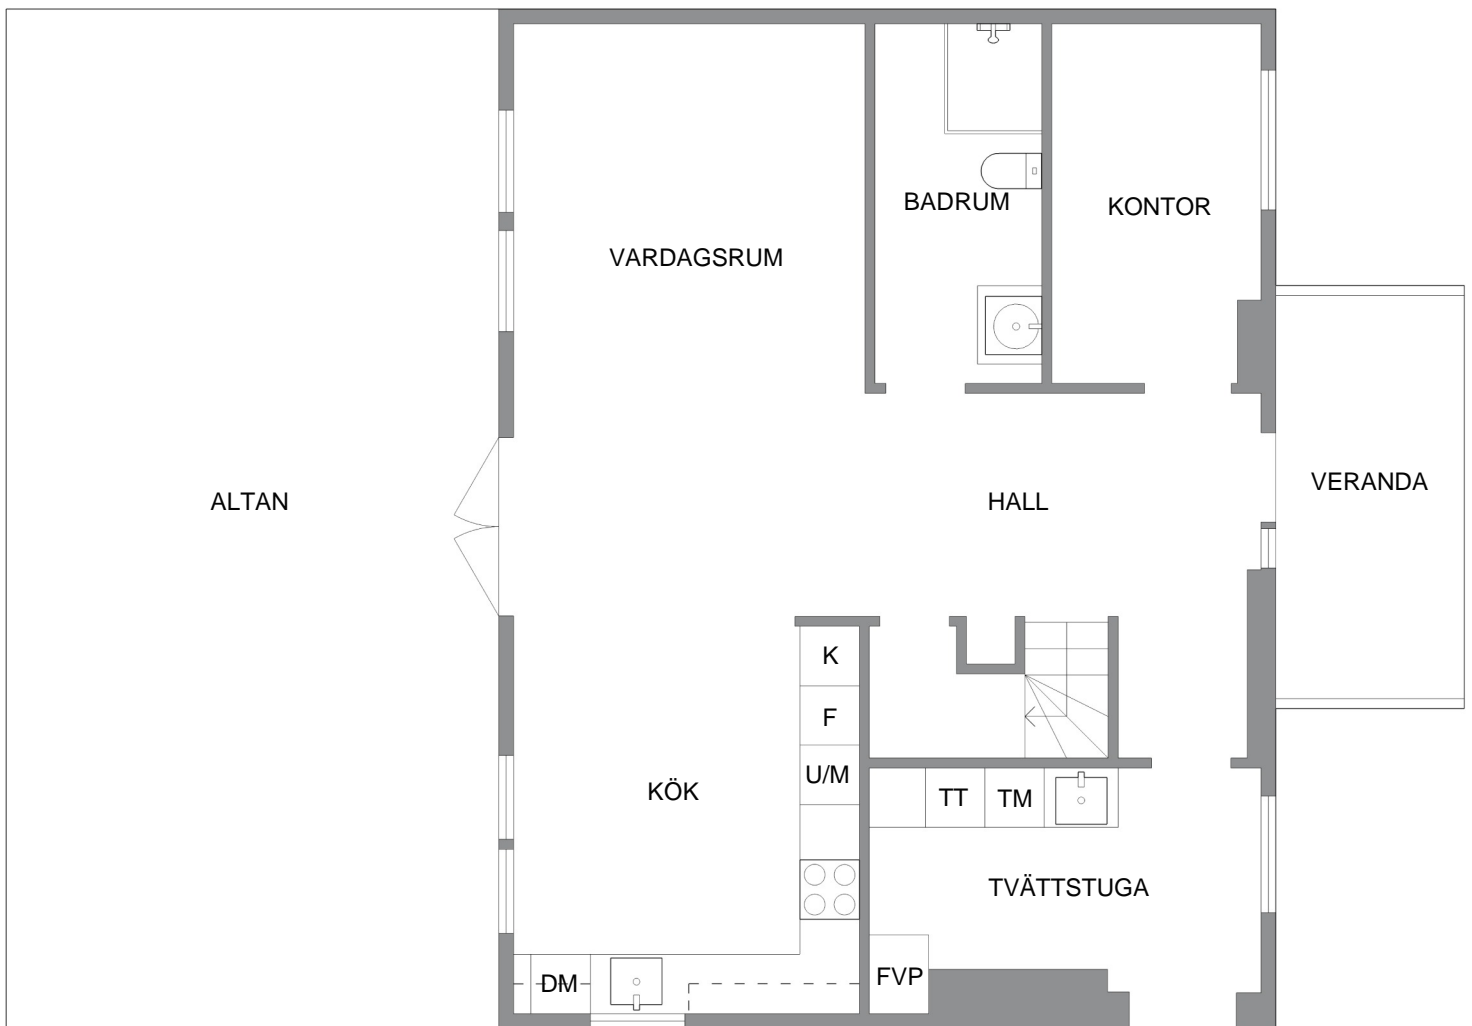 BADRUM
KONTOR
VARDAGSRUM
ALTAN
HALL
VERANDA
K
F
U/M
KÖK
TT
TM
TVÄTTSTUGA
DM
FVP